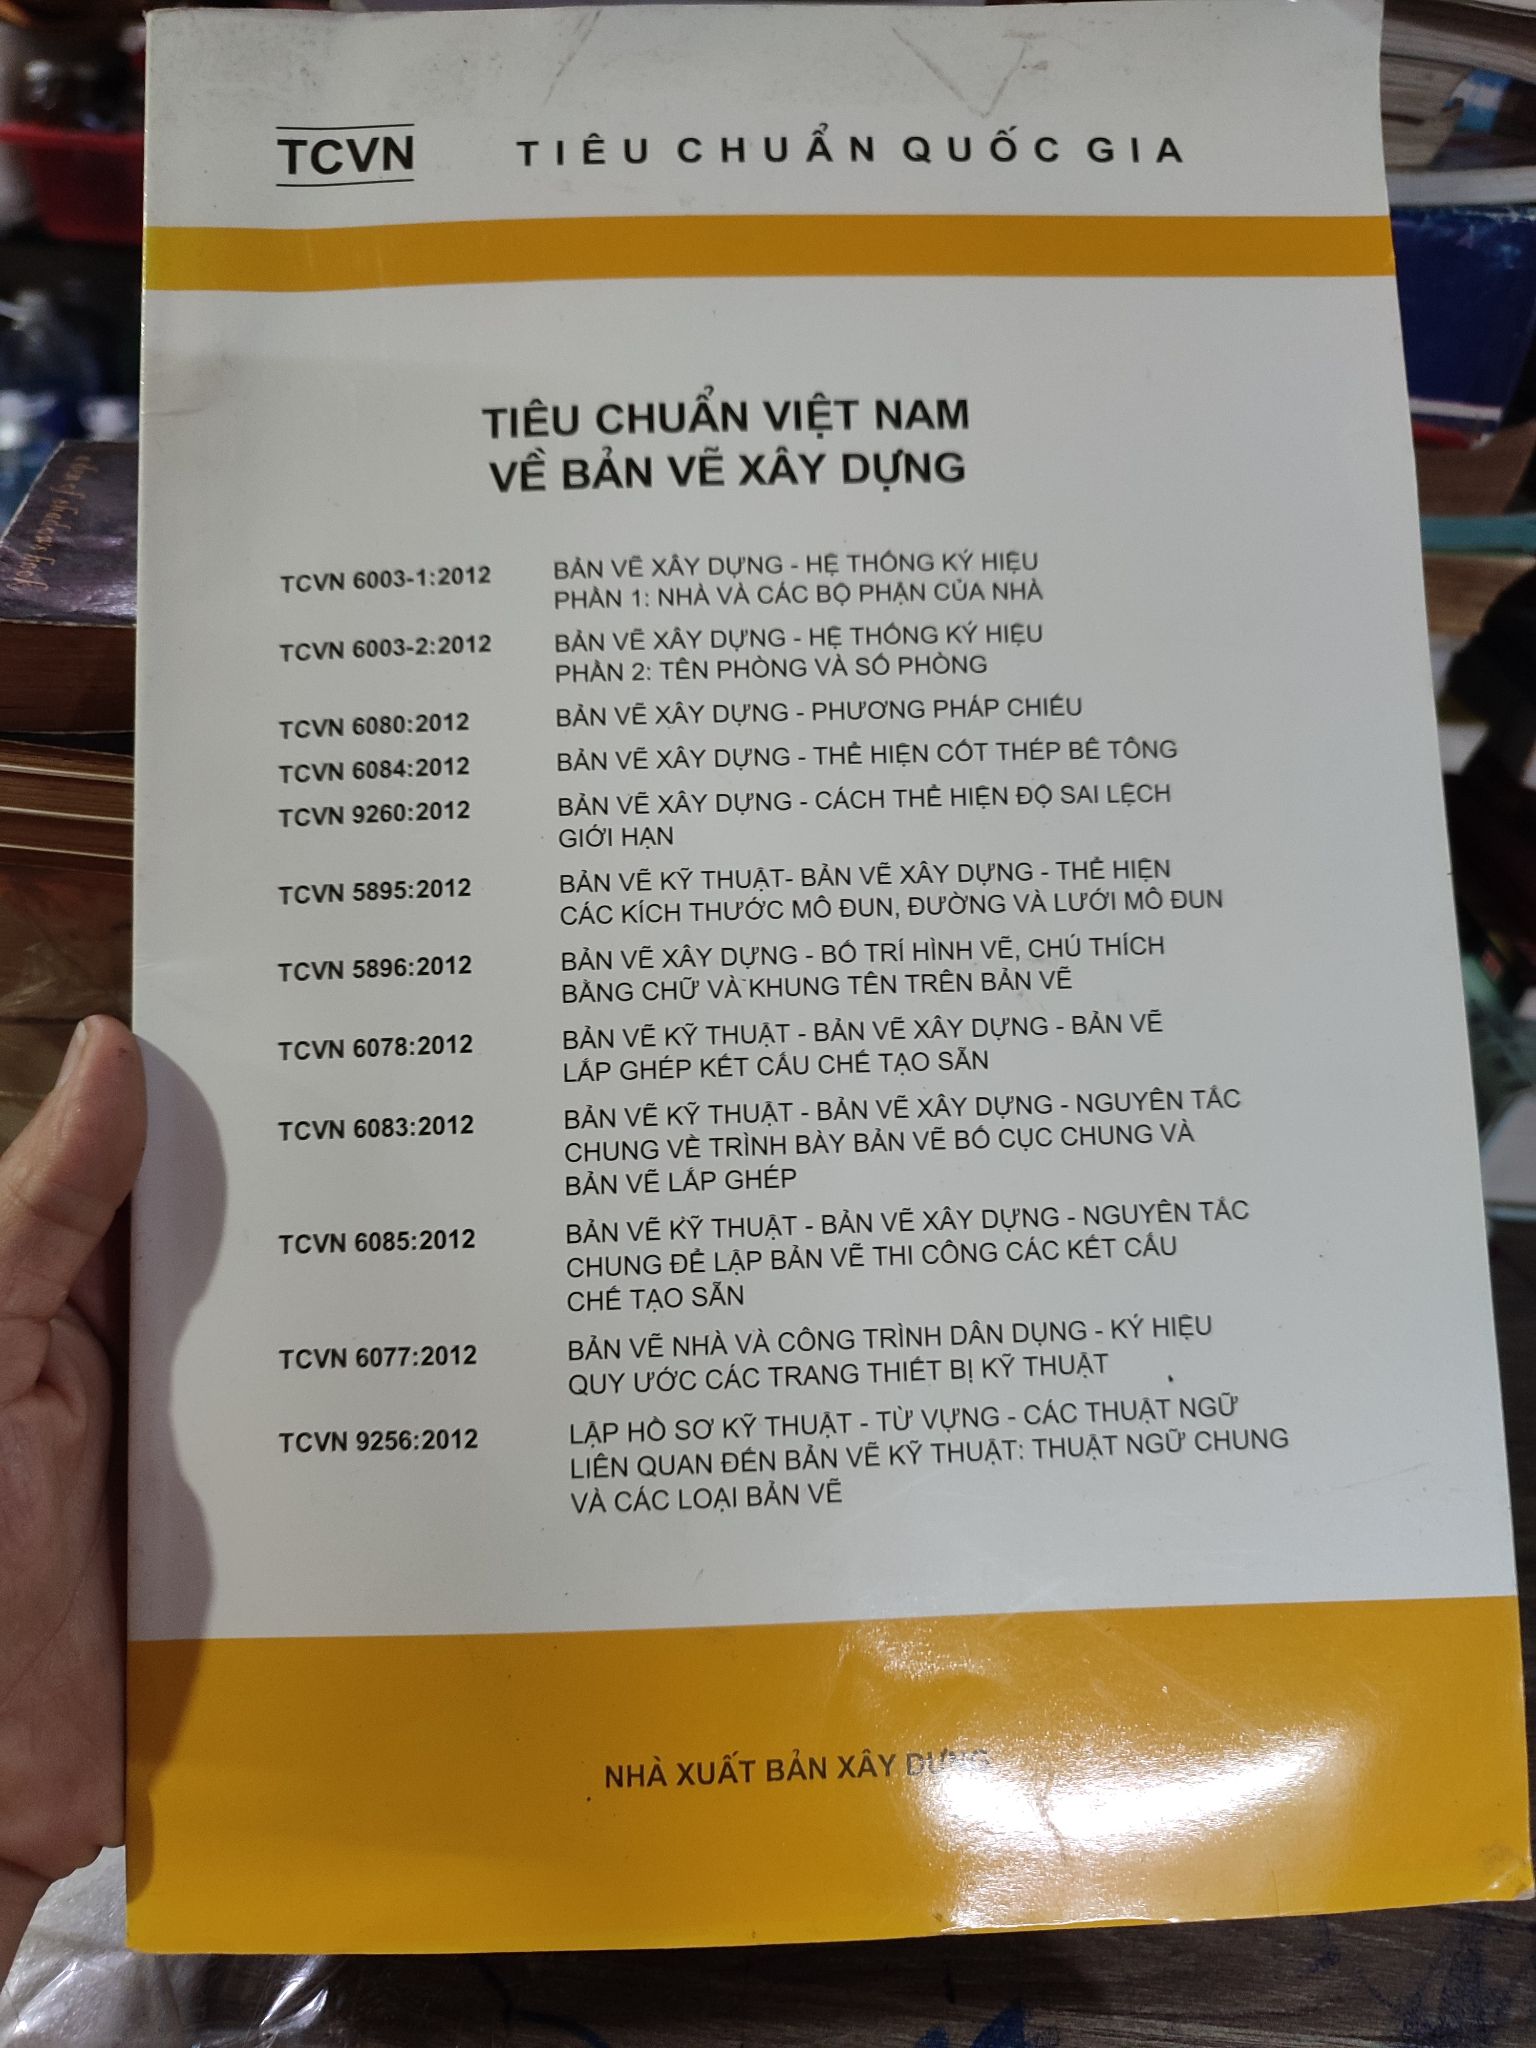 TCVN TIÊU CHUẨN QUỐC GIA
TIÊU CHUẨN VIỆT NAM
VỀ BẢN VẼ XÂY DỰNG
TCVN 6003-1:2012 BẢN VẼ XÂY DỰNG - HỆ THỐNG KÝ HIỆU
PHẦN 1: NHÀ VÀ CÁC BỘ PHẬN CỦA NHÀ
TCVN 6003-2:2012 BẢN VẼ XÂY DỰNG - HỆ THỐNG KÝ HIỆU
PHẦN 2: TÊN PHÒNG VÀ SỐ PHÒNG
TCVN 6080:2012 BẢN VẼ XÂY DỰNG - PHƯƠNG PHÁP CHIẾU
TCVN 6084:2012 BẢN VẼ XÂY DỰNG - THỂ HIỆN CỐT THÉP BÊ TÔNG
TCVN 9260:2012 BẢN VẼ XÂY DỰNG - CÁCH THỂ HIỆN ĐỘ SAI LỆCH
GIỚI HẠN
TCVN 5895:2012 BẢN VẼ KỸ THUẬT- BẢN VẼ XÂY DỰNG - THỂ HIỆN
CÁC KÍCH THƯỚC MÔ ĐUN, ĐƯỜNG VÀ LƯỚI MÔ ĐUN
TCVN 5896:2012 BẢN VẼ XÂY DỰNG - BỐ TRÍ HÌNH VẼ, CHÚ THÍCH
BẰNG CHỮ VÀ KHUNG TÊN TRÊN BẢN VẼ
TCVN 6078:2012 BẢN VẼ KỸ THUẬT - BẢN VẼ XÂY DỰNG - BẢN VẼ
LẮP GHÉP KẾT CẤU CHẾ TẠO SẴN
TCVN 6083:2012 BẢN VẼ KỸ THUẬT - BẢN VẼ XÂY DỰNG - NGUYÊN TẮC
CHUNG VỀ TRÌNH BÀY BẢN VẼ BỐ CỤC CHUNG VÀ
BẢN VẼ LẮP GHÉP
TCVN 6085:2012 BẢN VẼ KỸ THUẬT - BẢN VẼ XÂY DỰNG - NGUYÊN TẮC
CHUNG ĐỂ LẬP BẢN VẼ THI CÔNG CÁC KẾT CẤU
CHẾ TẠO SẴN
TCVN 6077:2012 BẢN VẼ NHÀ VÀ CÔNG TRÌNH DÂN DỤNG - KÝ HIỆU
QUY ƯỚC CÁC TRANG THIẾT BỊ KỸ THUẬT
TCVN 9256:2012 LẬP HỒ SƠ KỸ THUẬT - TỪ VỰNG - CÁC THUẬT NGỮ
LIÊN QUAN ĐẾN BẢN VẼ KỸ THUẬT: THUẬT NGỮ CHUNG
VÀ CÁC LOẠI BẢN VẼ
NHÀ XUẤT BẢN XÂY DỰNG